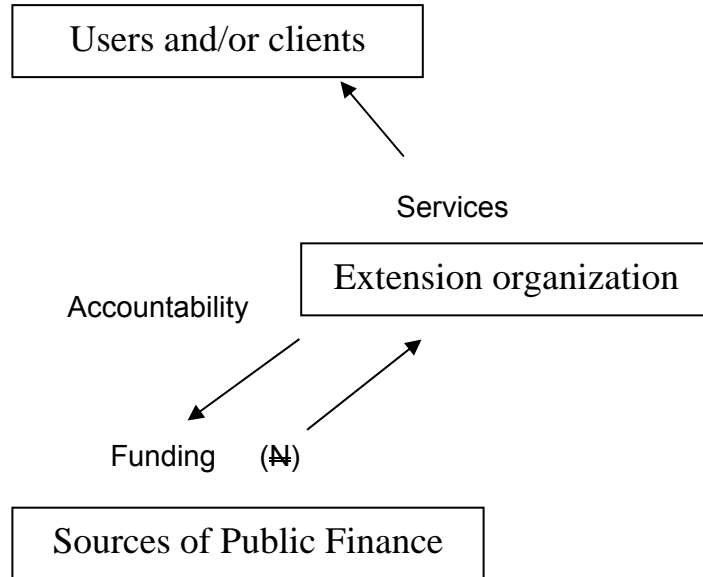 Users and/or clients
Services
Extension organization
Accountability
Funding (₦)
Sources of Public Finance